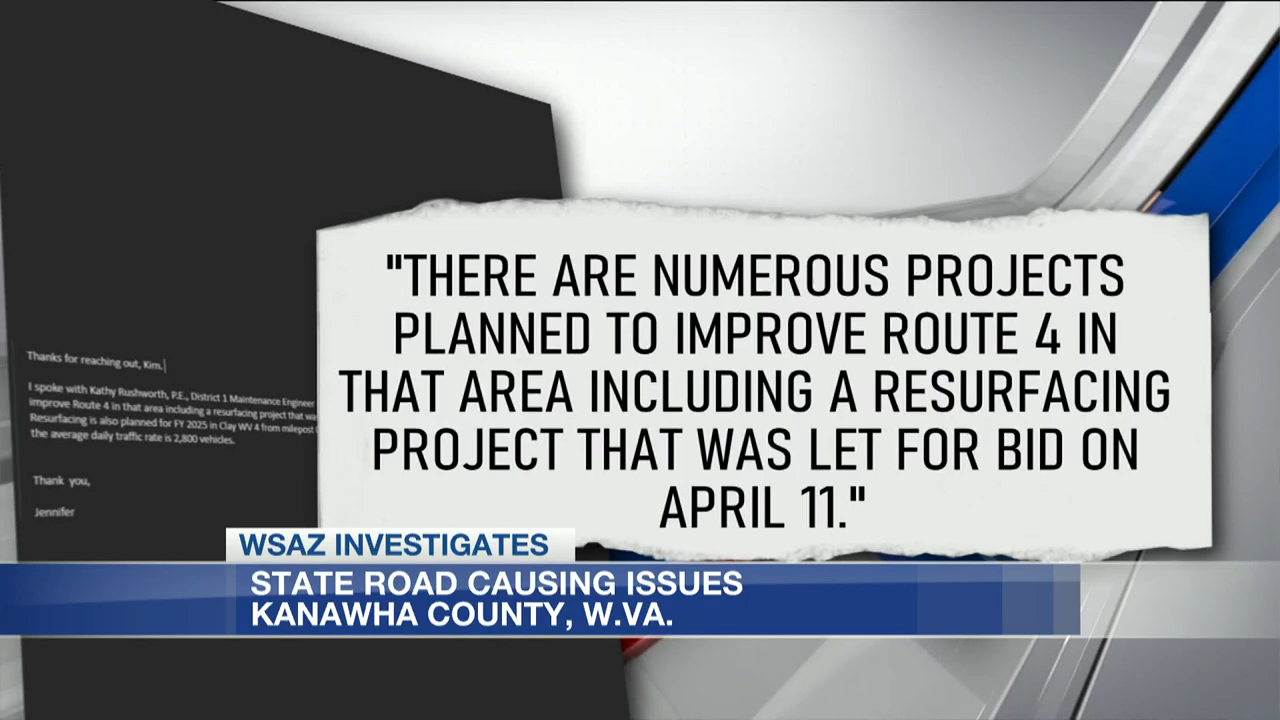 Thanks for reaching out, Kim.
I spoke with Kathy Rushworth, P.E., District 1 Maintenance Engineer
improve Route 4 in that area including a resurfacing project that was
Resurfacing is also planned for FY 2025 in Clay WV 4 from milepost
the average daily traffic rate is 2,800 vehicles.
Thank you,
Jennifer
"THERE ARE NUMEROUS PROJECTS
PLANNED TO IMPROVE ROUTE 4 IN
THAT AREA INCLUDING A RESURFACING
PROJECT THAT WAS LET FOR BID ON
APRIL 11."
WSAZ INVESTIGATES
STATE ROAD CAUSING ISSUES
KANAWHA COUNTY, W.VA.